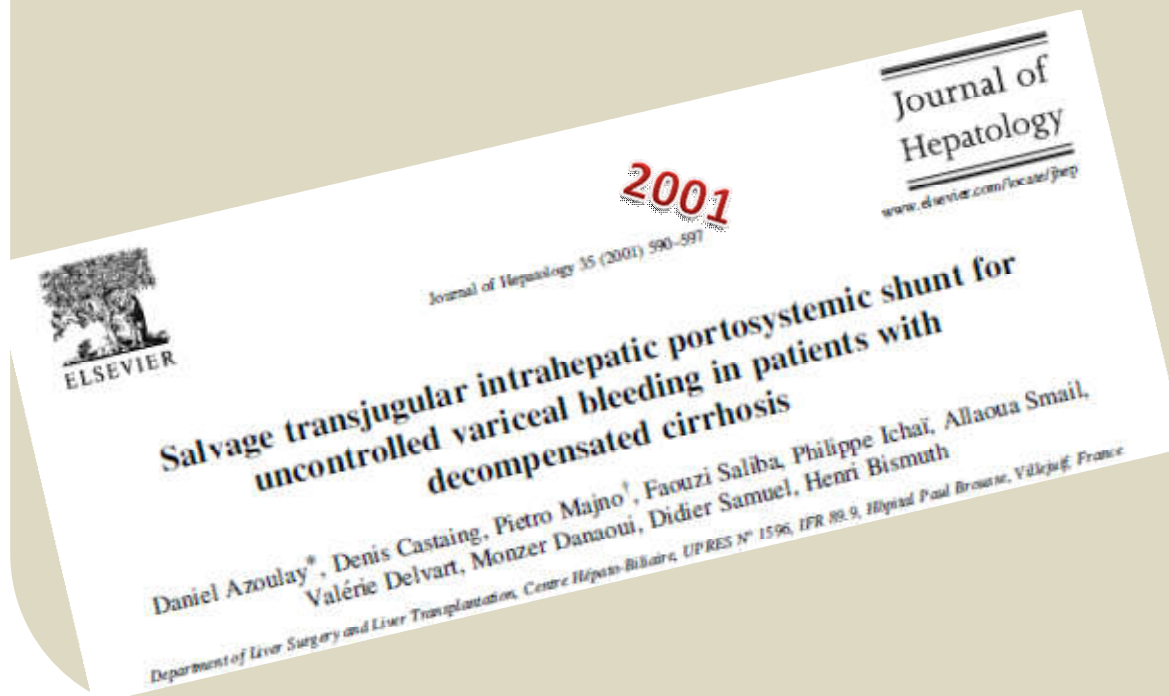 Journal of
Hepatology
www.elsevier.com/locate/jhep
2001
Journal of Hepatology 35 (2001) 590–597
ELSEVIER
Salvage transjugular intrahepatic portosystemic shunt for
uncontrolled variceal bleeding in patients with
decompensated cirrhosis
Daniel Azoulay*, Denis Castaing, Pietro Majno†, Faouzi Saliba, Philippe Ichaï, Allaoua Smail,
Valérie Delvart, Monzer Danaoui, Didier Samuel, Henri Bismuth
Department of Liver Surgery and Liver Transplantation, Centre Hépato-Biliaire, UPRES N° 1596, IFR 89.9, Hôpital Paul Brousse, Villejuif, France